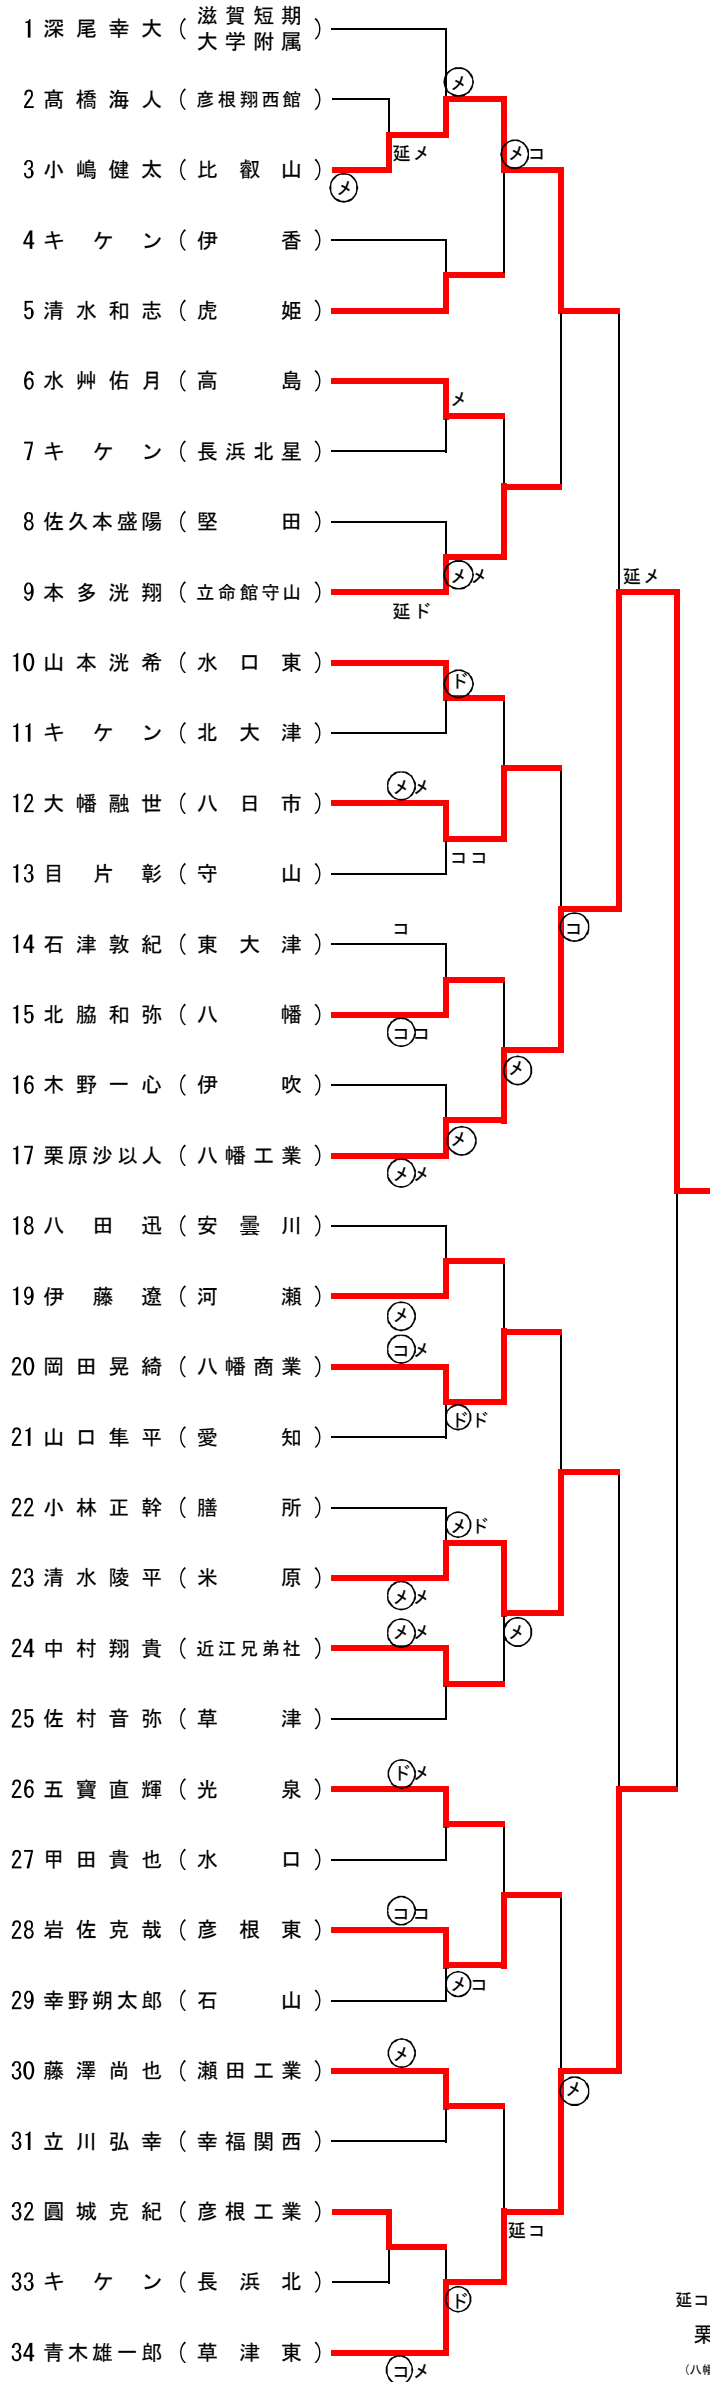 1 深尾幸大 (滋賀短期大学附属)
メ
2 髙橋海人 (彦根翔西館)
延メ
メコ
3 小嶋健太 (比叡山)
メ
4 キケン (伊香)
5 清水和志 (虎姫)
6 水艸佑月 (高島)
メ
7 キケン (長浜北星)
8 佐久本盛陽 (堅田)
メメ
延メ
9 本多洸翔 (立命館守山)
延ド
10 山本洸希 (水口東)
ド
11 キケン (北大津)
メメ
12 大幡融世 (八日市)
ココ
13 目片彰 (守山)
コ
コ
14 石津敦紀 (東大津)
15 北脇和弥 (八幡)
ココ
メ
16 木野一心 (伊吹)
メ
17 栗原沙以人 (八幡工業)
メメ
18 八田迅 (安曇川)
19 伊藤遼 (河瀬)
メ
コメ
20 岡田晃綺 (八幡商業)
ドド
21 山口隼平 (愛知)
22 小林正幹 (膳所)
メド
23 清水陵平 (米原)
メメ
メメ
メ
24 中村翔貴 (近江兄弟社)
25 佐村音弥 (草津)
ドメ
26 五寶直輝 (光泉)
27 甲田貴也 (水口)
ココ
28 岩佐克哉 (彦根東)
メコ
29 幸野朔太郎 (石山)
メ
30 藤澤尚也 (瀬田工業)
メ
31 立川弘幸 (幸福関西)
32 圓城克紀 (彦根工業)
延コ
33 キケン (長浜北)
ド
延コ
34 青木雄一郎 (草津東)
コメ
栗
(八幡